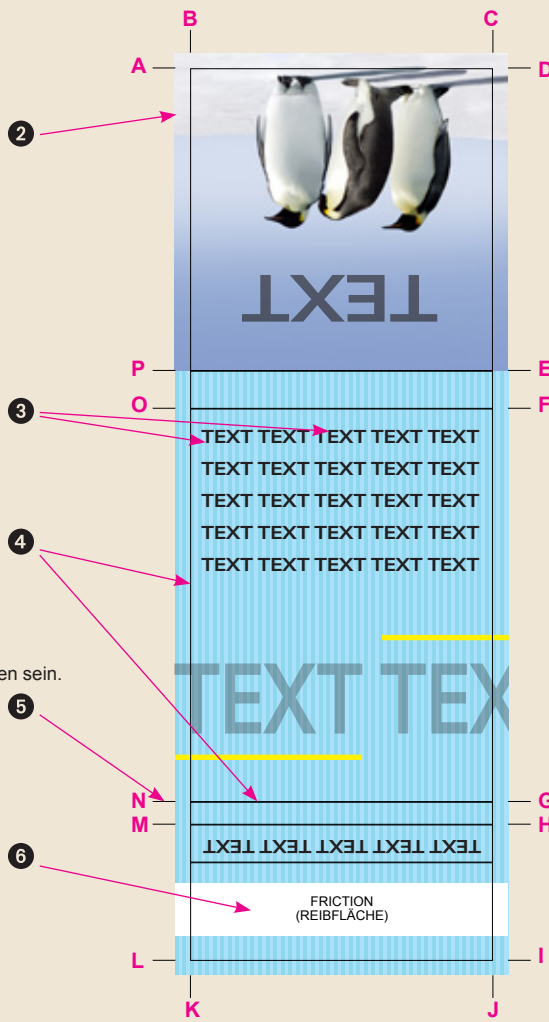 B C
A D
2
TEXT
P E
O F
3
TEXT TEXT TEXT TEXT TEXT
TEXT TEXT TEXT TEXT TEXT
TEXT TEXT TEXT TEXT TEXT
TEXT TEXT TEXT TEXT TEXT
TEXT TEXT TEXT TEXT TEXT
4
TEXT TEX
en sein.
5
N G
M H
TEXT TEXT TEXT TEXT TEXT
6
FRICTION
(REIBFLÄCHE)
L I
K J